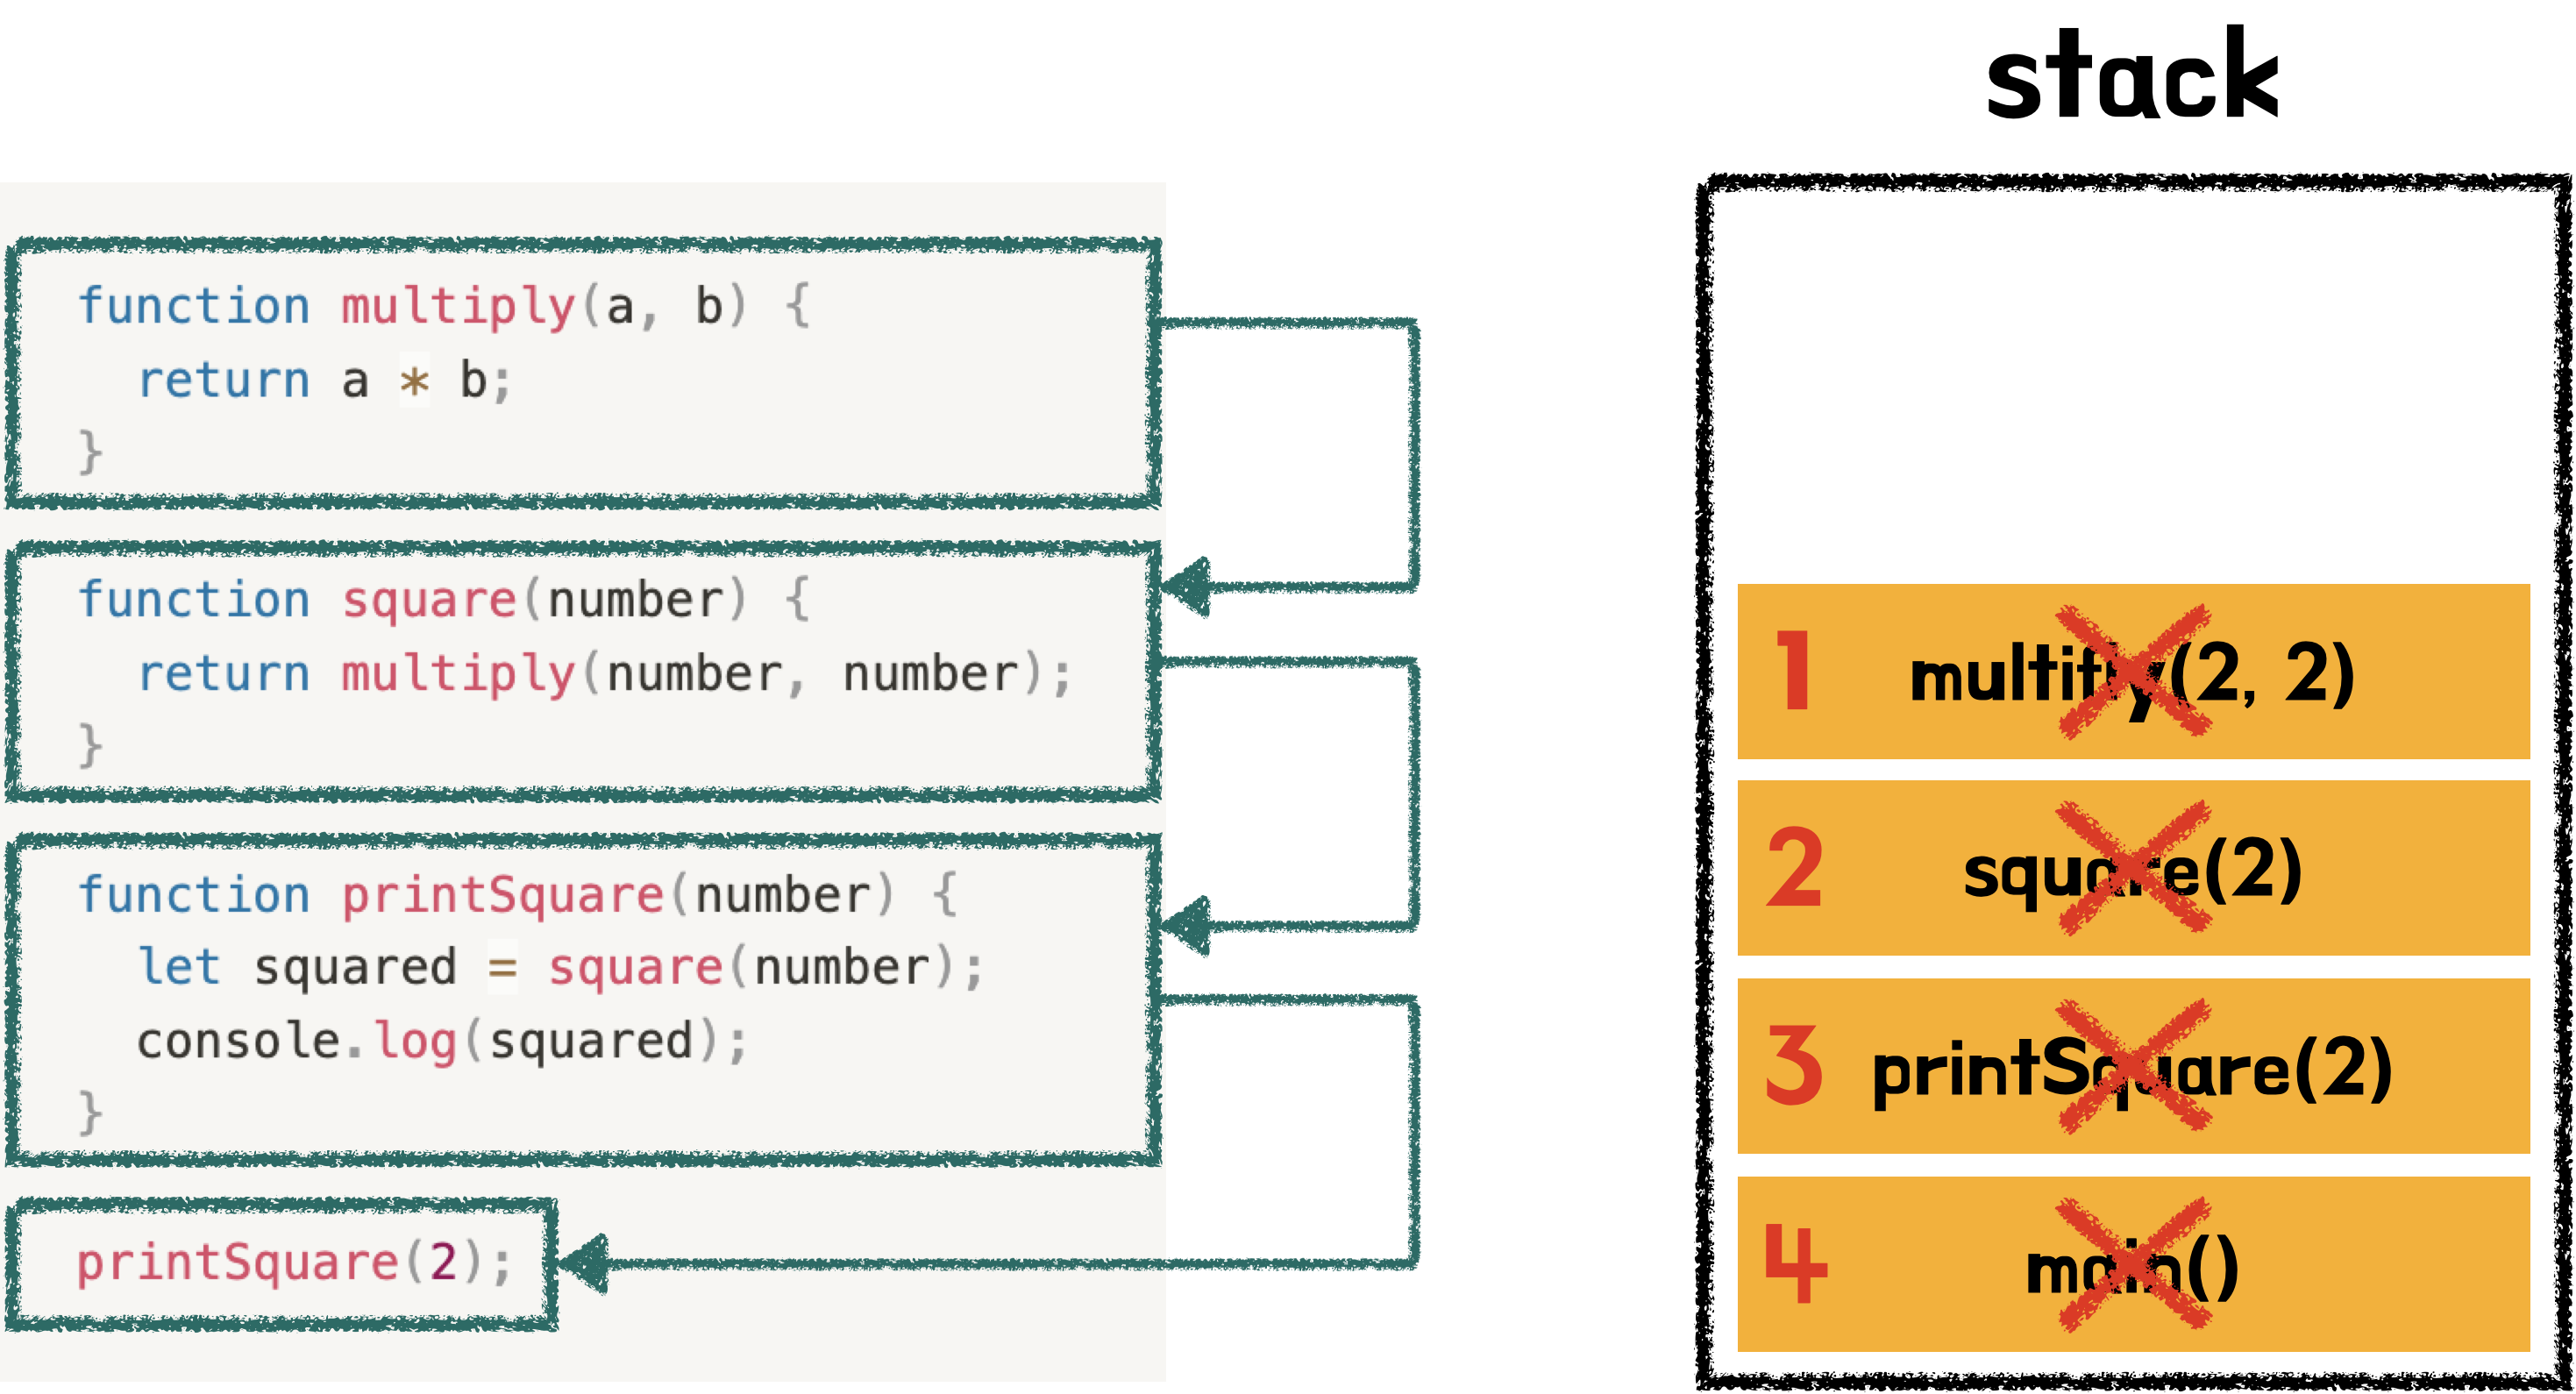 stack
function multiply(a, b) {
return a * b;
}
function square(number) {
return multiply(number, number);
}
function printSquare(number) {
let squared = square(number);
console.log(squared);
}
printSquare(2);
1 multiply(2, 2)
2 square(2)
3 printSquare(2)
4 main()